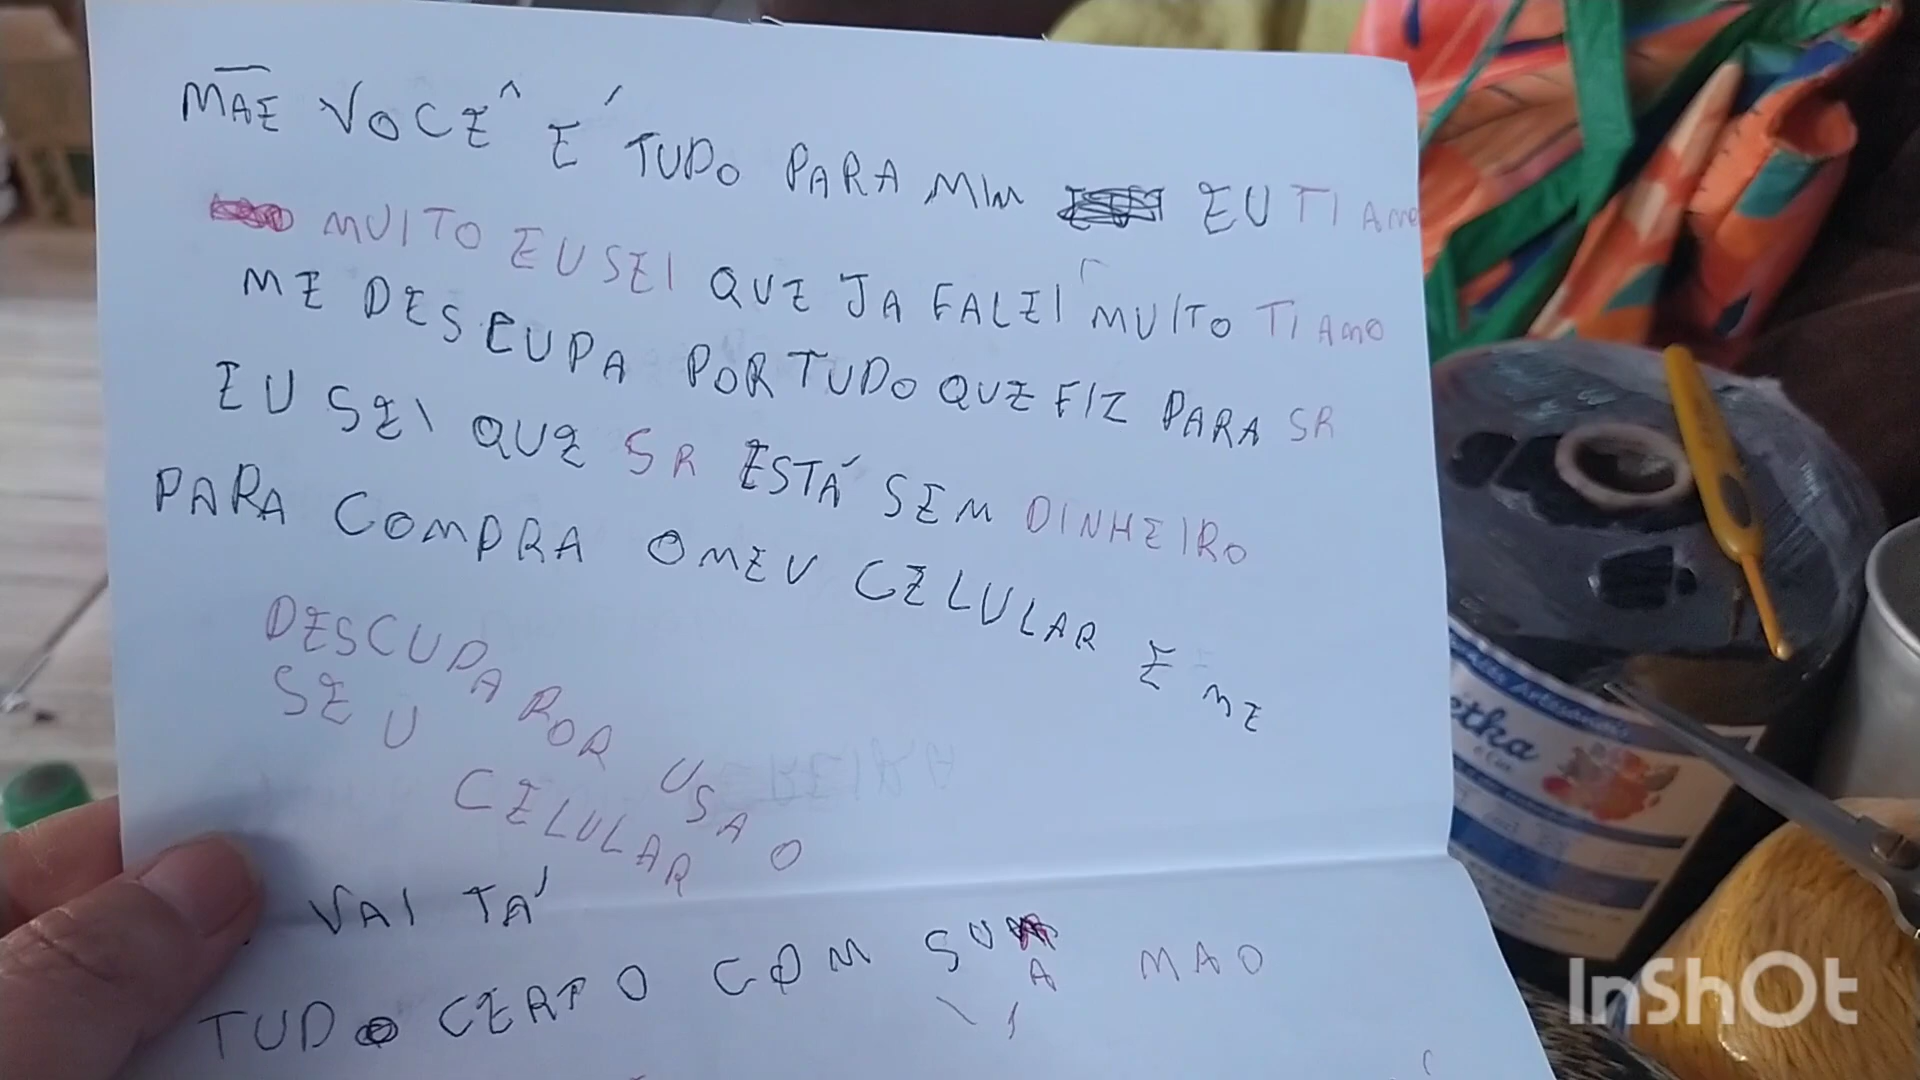 MÃE VOCÊ É TUDO PARA MIM EU TI AMO
MUITO EU SEI QUE JA FALEI MUITO TI AMO
ME DESCUPA POR TUDO QUE FIZ PARA SR
EU SEI QUE SR ESTÁ SEM DINHEIRO
PARA COMPRA O MEU CELULAR E ME
DESCUPA POR USA O
SEU CELULAR
VAI TÁ
TUDO CERTO COM SUA MAO
etka
InShOt